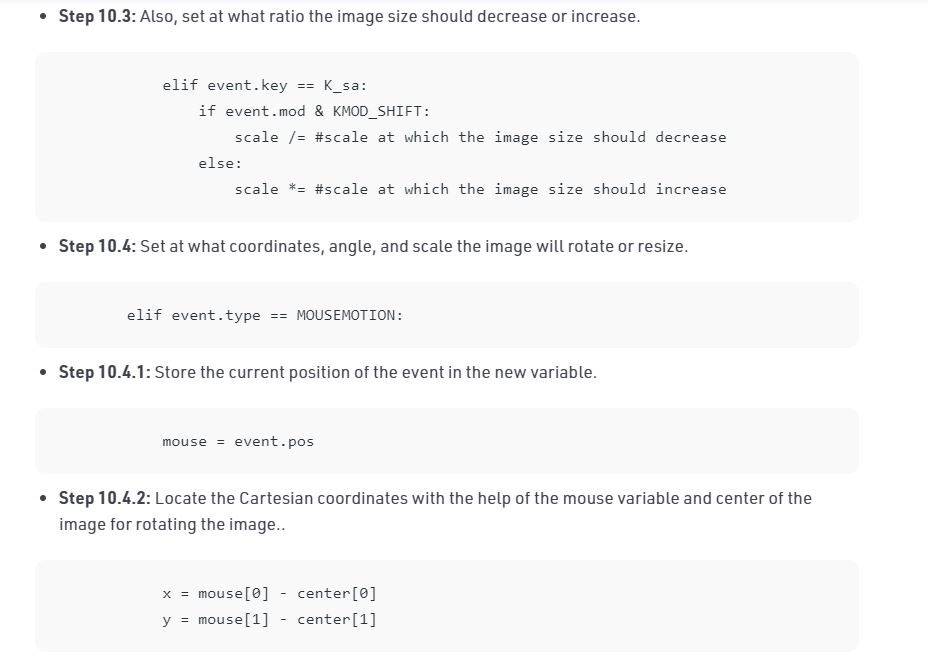 • Step 10.3: Also, set at what ratio the image size should decrease or increase.
elif event.key == K_sa:
if event.mod & KMOD_SHIFT:
scale /= #scale at which the image size should decrease
else:
scale *= #scale at which the image size should increase
• Step 10.4: Set at what coordinates, angle, and scale the image will rotate or resize.
elif event.type == MOUSEMOTION:
• Step 10.4.1: Store the current position of the event in the new variable.
mouse = event.pos
• Step 10.4.2: Locate the Cartesian coordinates with the help of the mouse variable and center of the
image for rotating the image..
x = mouse[0] - center[0]
y = mouse[1] - center[1]